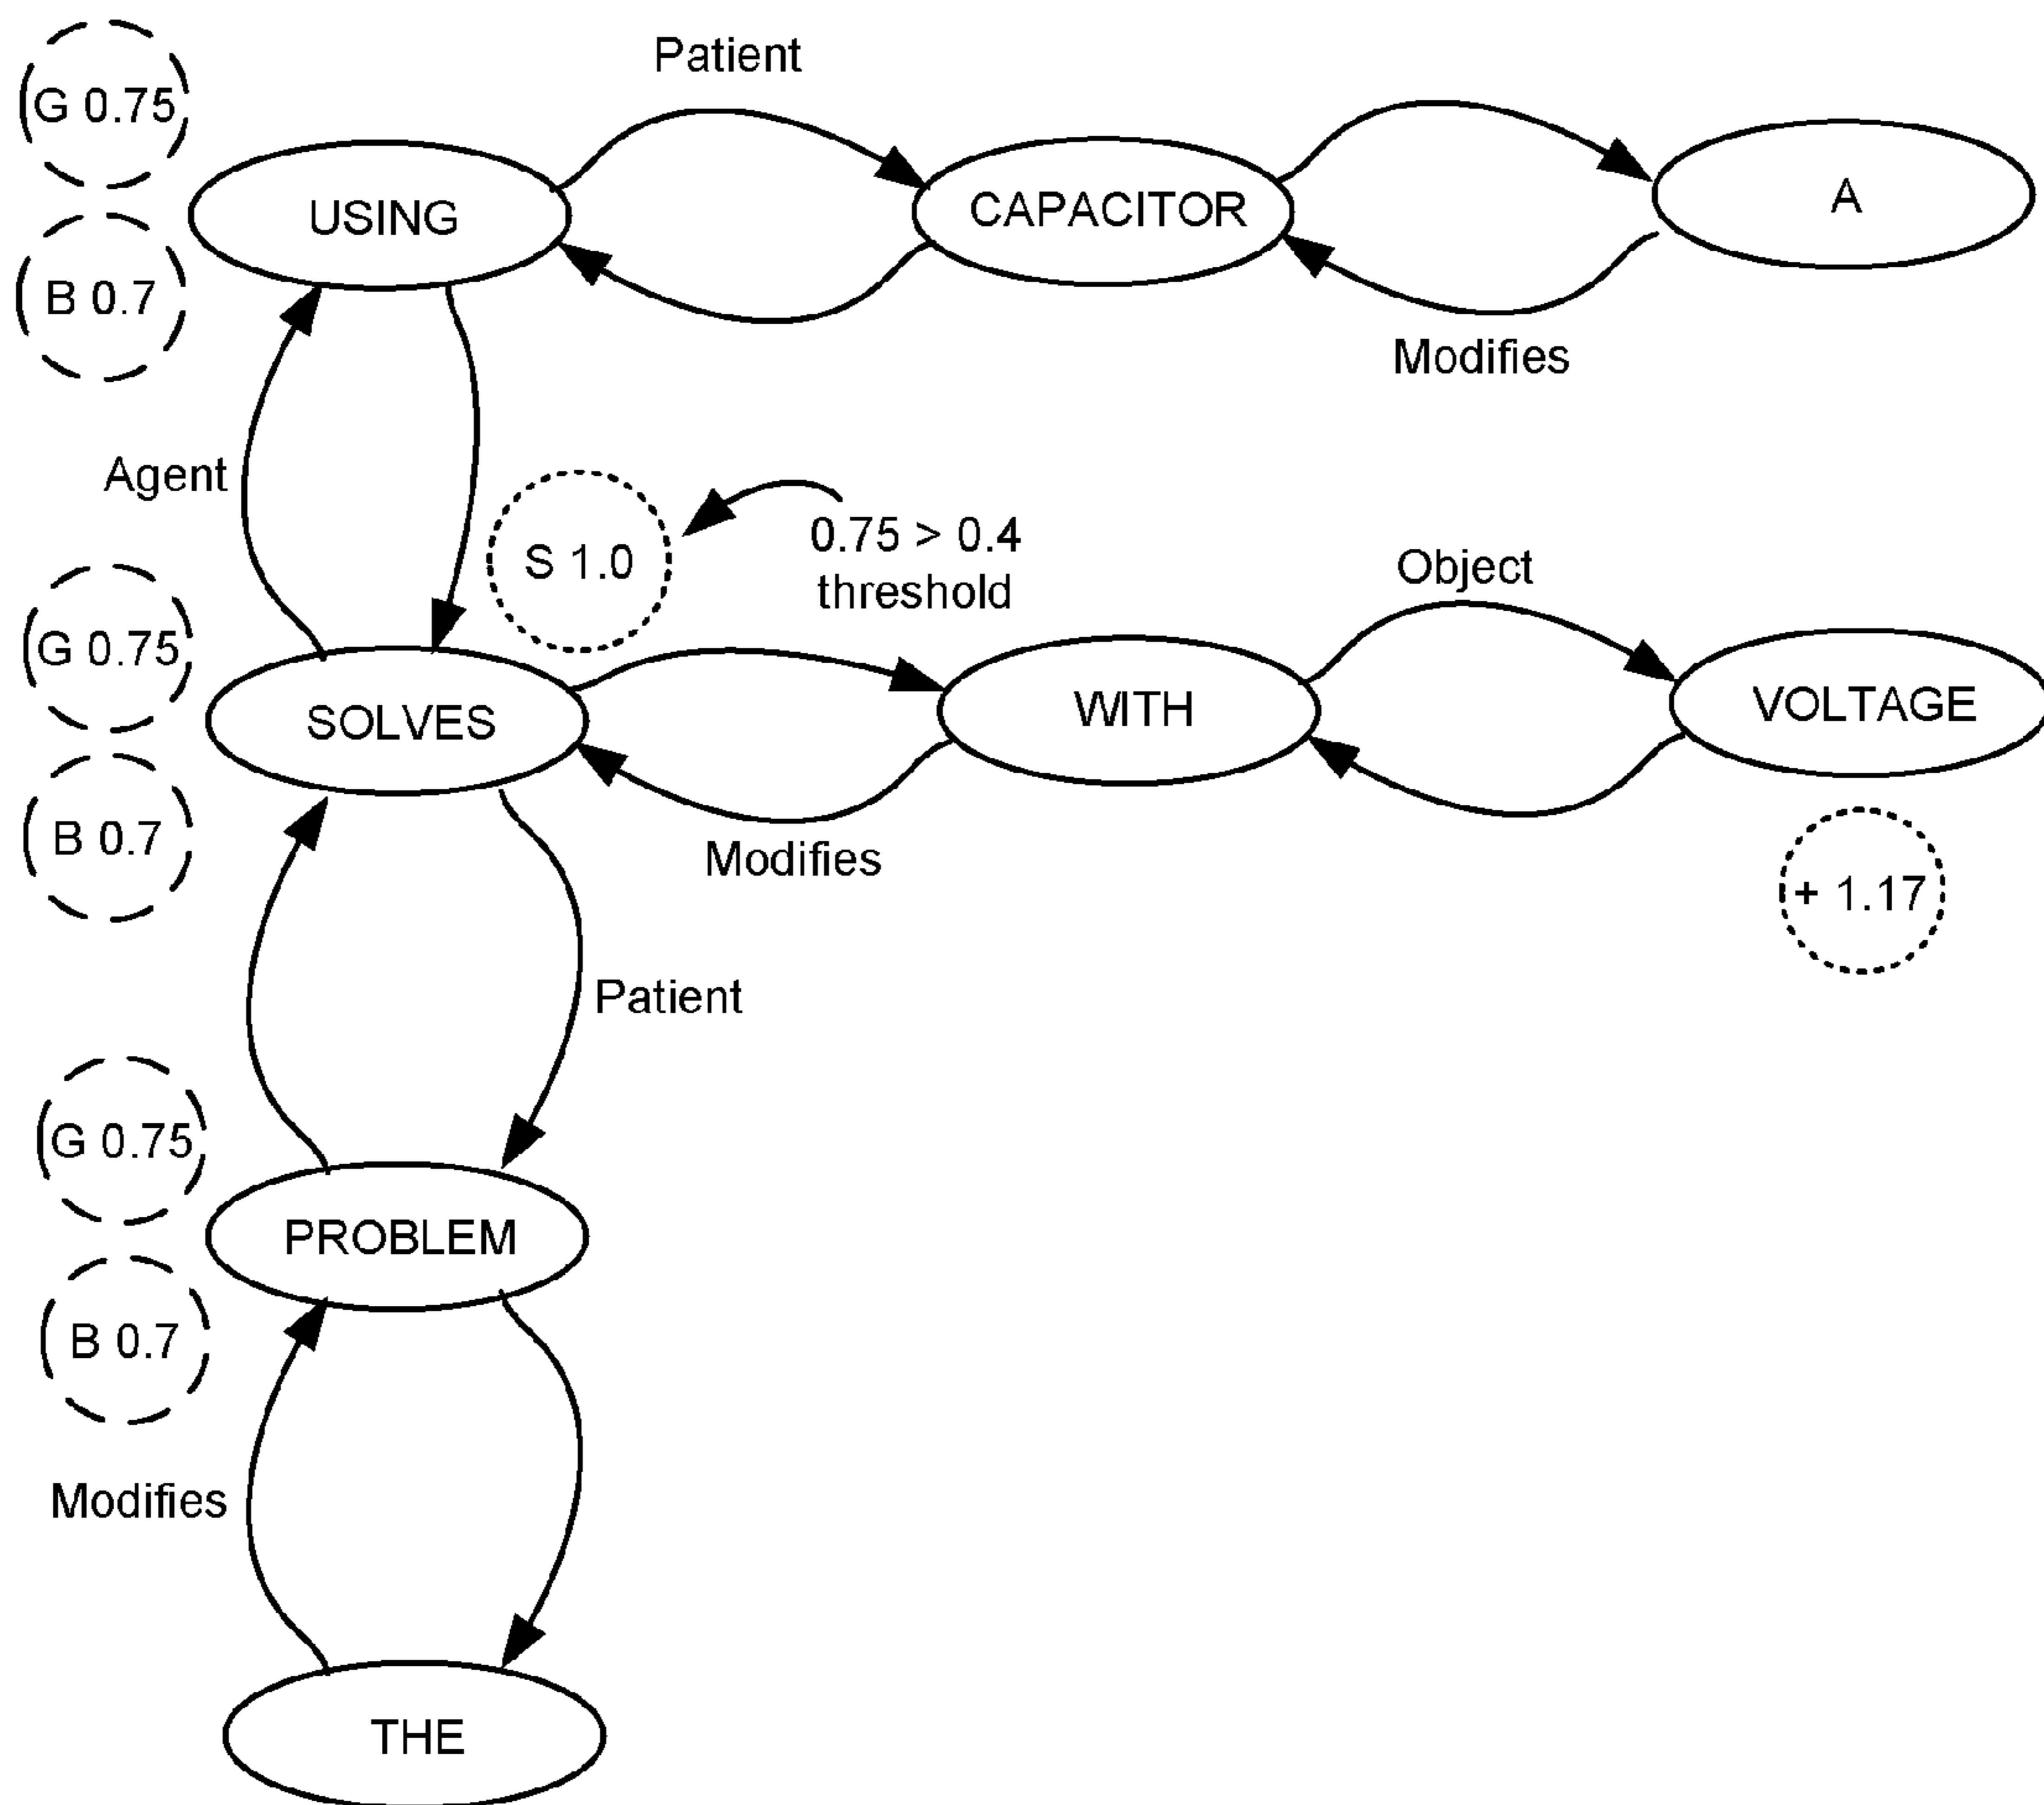 Patient
G 0.75
USING
CAPACITOR
A
B 0.7
Modifies
Agent
S 1.0
0.75 > 0.4
threshold
Object
G 0.75
SOLVES
WITH
VOLTAGE
B 0.7
Modifies
+ 1.17
Patient
G 0.75
PROBLEM
B 0.7
Modifies
THE